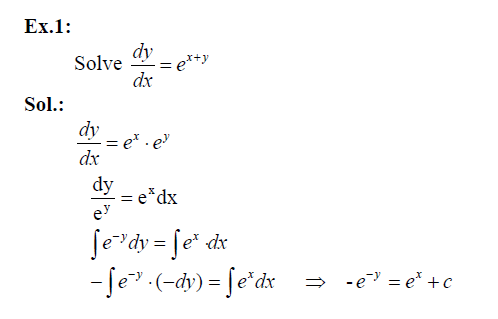 Ex.1:
Solve dy/dx = e^{x+y}
Sol.:
dy/dx = e^x · e^y
dy/e^y = e^x dx
∫e^{-y}dy = ∫e^x ·dx
-∫e^{-y} ·(-dy) = ∫e^x dx ⇒ -e^{-y} = e^x + c